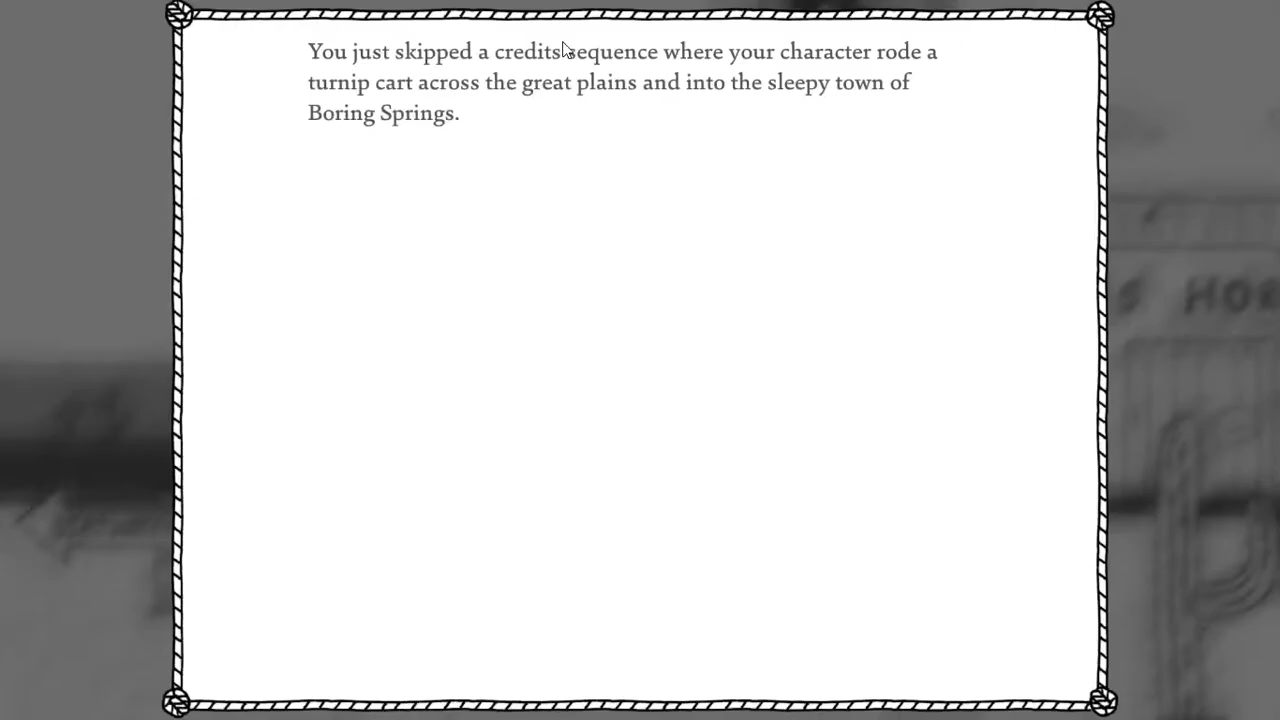 You just skipped a credits sequence where your character rode a
turnip cart across the great plains and into the sleepy town of
Boring Springs.